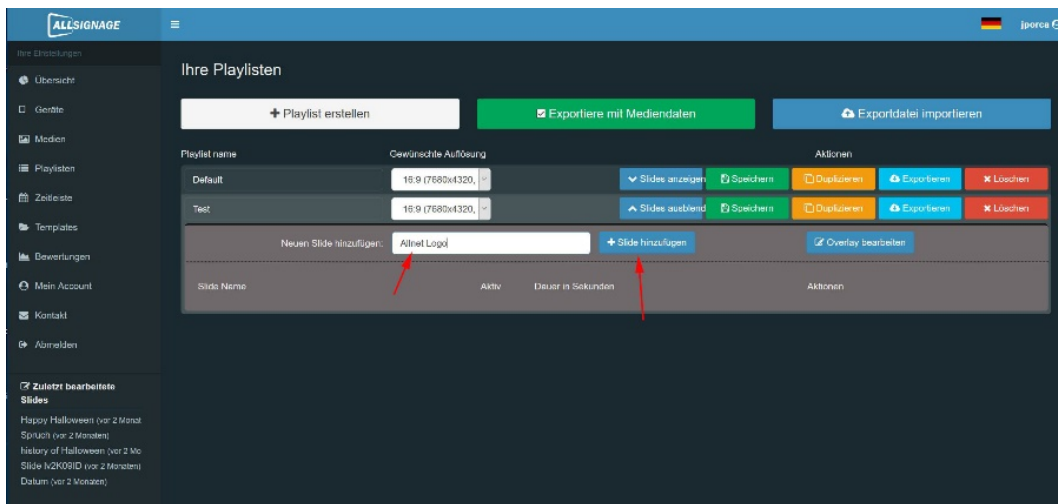 ALLSIGNAGE
jporca
Ihre Einstellungen
Übersicht
Geräte
Medien
Playlisten
Zeitleiste
Templates
Bewertungen
Mein Account
Kontakt
Abmelden
Zuletzt bearbeitete
Slides
Happy Halloween (vor 2 Monat
Spruch (vor 2 Monaten)
history of Halloween (vor 2 Mo
Slide lv2K09ID (vor 2 Monaten)
Datum (vor 2 Monaten)
Ihre Playlisten
Playlist erstellen
Exportiere mit Mediendaten
Exportdatei importieren
Playlist name Gewünschte Auflösung Aktionen
Default 16:9 (7680x4320, Slides anzeigen Speichern Duplizieren Exportieren Löschen
Test 16:9 (7680x4320, Slides ausblend Speichern Duplizieren Exportieren Löschen
Neuen Slide hinzufügen: Allnet Logo Slide hinzufügen Overlay bearbeiten
Slide Name Aktiv Dauer in Sekunden Aktionen